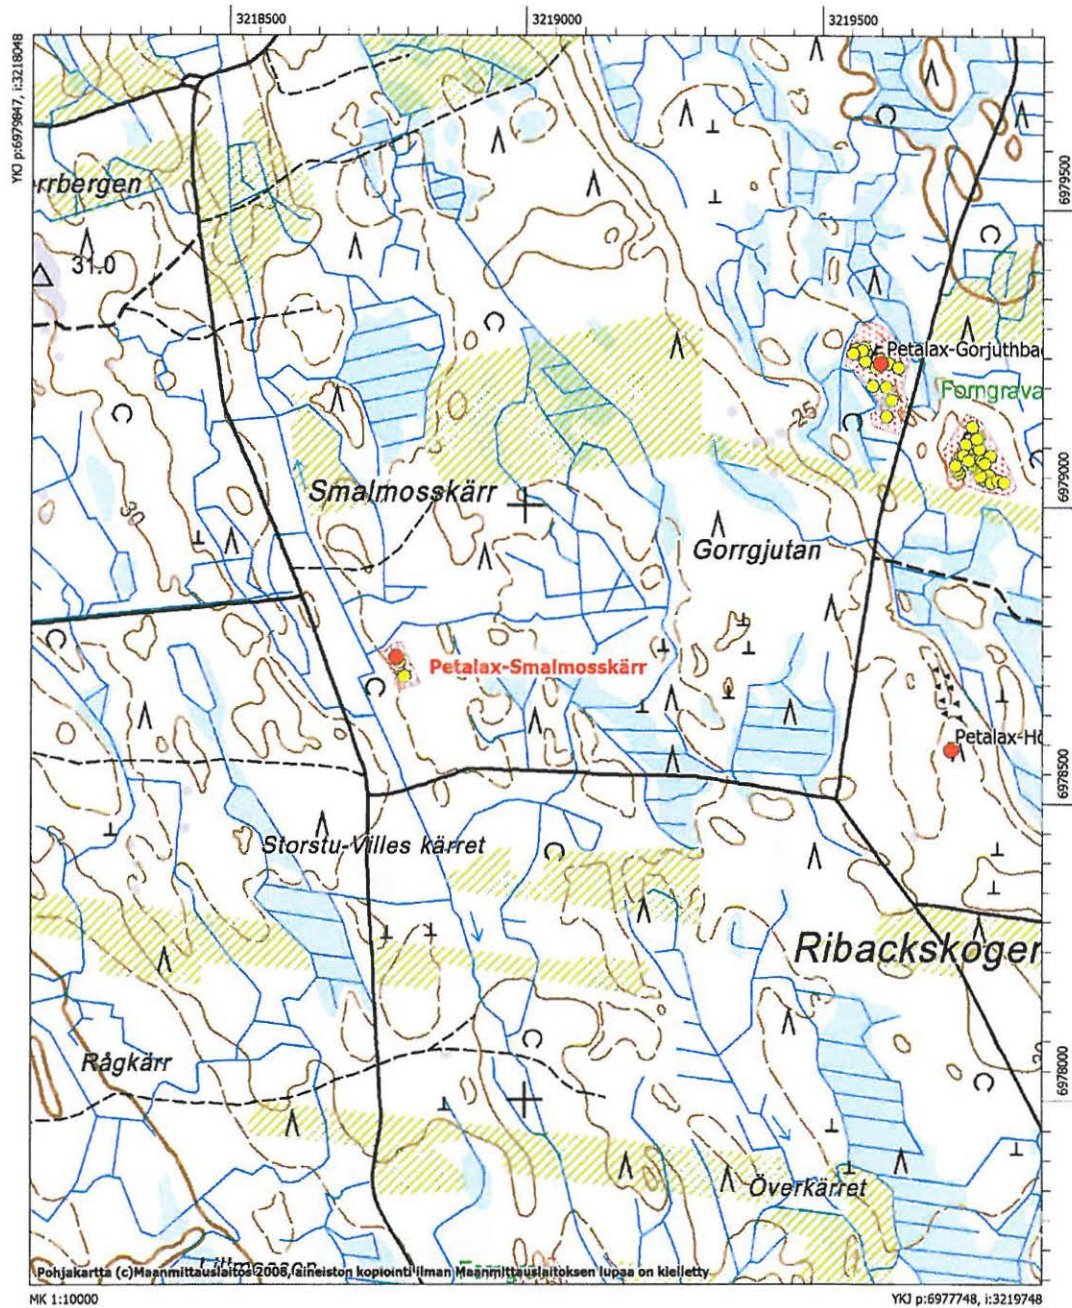 3218500
3219000
3219500
YKJ p:6979847, i:3218048
6979500
rrbergen
31.0
Petalax-Gorjuthba
Forngrava
25
6979000
Smalmosskärr
30
Gorrgjutan
Petalax-Smalmosskärr
Petalax-Hö
6978500
Storstu-Villes kärret
Ribackskogen
Rågkärr
6978000
Överkärret
Pohjakartta (c)Maanmittauslaitos 2008, aineiston kopiointi ilman Maanmittauslaitoksen lupaa on kielletty
MK 1:10000
YKJ p:6977748, i:3219748